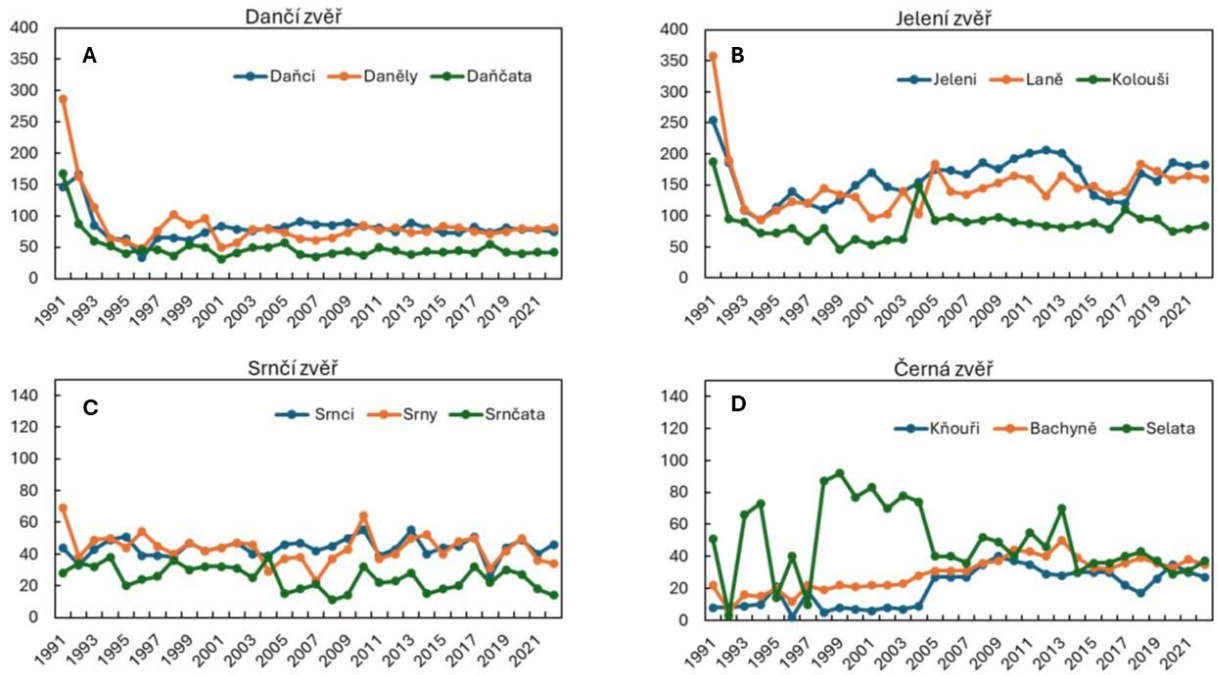 Dančí zvěř
A
Daňci Daněly Daňčata
400
350
300
250
200
150
100
50
0
1991 1993 1995 1997 1999 2001 2003 2005 2007 2009 2011 2013 2015 2017 2019 2021
Jelení zvěř
B
Jeleni Laně Kolouši
400
350
300
250
200
150
100
50
0
1991 1993 1995 1997 1999 2001 2003 2005 2007 2009 2011 2013 2015 2017 2019 2021
Srnčí zvěř
C
Srnci Srny Srnčata
140
120
100
80
60
40
20
0
1991 1993 1995 1997 1999 2001 2003 2005 2007 2009 2011 2013 2015 2017 2019 2021
Černá zvěř
D
Kňouři Bachyně Selata
140
120
100
80
60
40
20
0
1991 1993 1995 1997 1999 2001 2003 2005 2007 2009 2011 2013 2015 2017 2019 2021